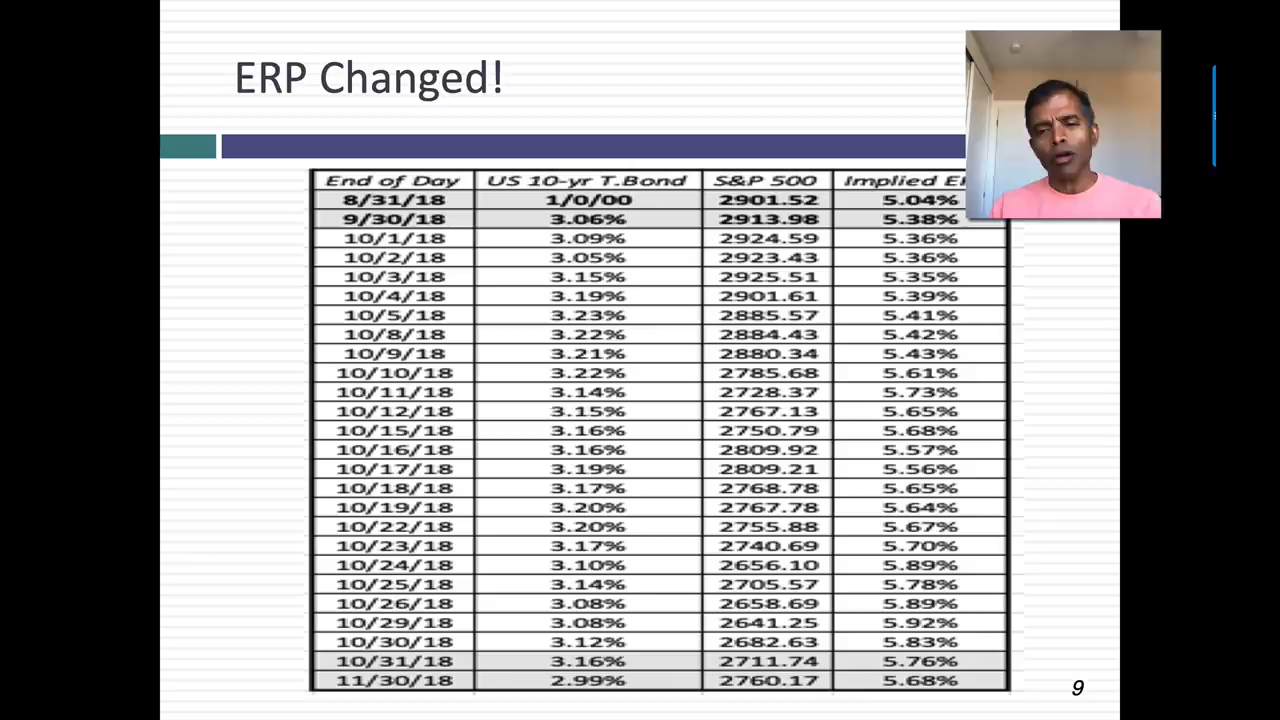 ERP Changed!
End of Day US 10-yr T.Bond S&P 500 Implied
8/31/18 1/0/00 2901.52 5.04%
9/30/18 3.06% 2913.98 5.38%
10/1/18 3.09% 2924.59 5.36%
10/2/18 3.05% 2923.43 5.36%
10/3/18 3.15% 2925.51 5.35%
10/4/18 3.19% 2901.61 5.39%
10/5/18 3.23% 2885.57 5.41%
10/8/18 3.22% 2884.43 5.42%
10/9/18 3.21% 2880.34 5.43%
10/10/18 3.22% 2785.68 5.61%
10/11/18 3.14% 2728.37 5.73%
10/12/18 3.15% 2767.13 5.65%
10/15/18 3.16% 2750.79 5.68%
10/16/18 3.16% 2809.92 5.57%
10/17/18 3.19% 2809.21 5.56%
10/18/18 3.17% 2768.78 5.65%
10/19/18 3.20% 2767.78 5.64%
10/22/18 3.20% 2755.88 5.67%
10/23/18 3.17% 2740.69 5.70%
10/24/18 3.10% 2656.10 5.89%
10/25/18 3.14% 2705.57 5.78%
10/26/18 3.08% 2658.69 5.89%
10/29/18 3.08% 2641.25 5.92%
10/30/18 3.12% 2682.63 5.83%
10/31/18 3.16% 2711.74 5.76%
11/30/18 2.99% 2760.17 5.68%
9